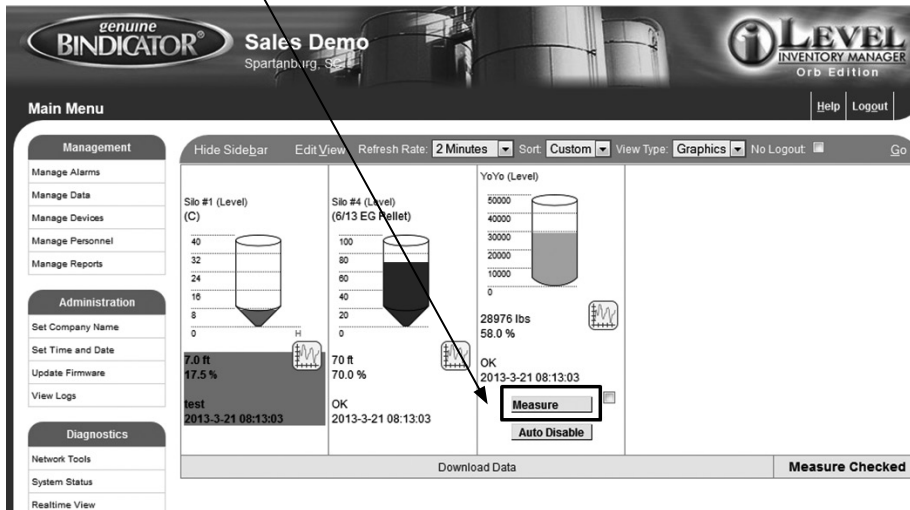 genuine
BINDICATOR®
Sales Demo
Spartanburg, SC
iLEVEL
INVENTORY MANAGER
Orb Edition
Main Menu
Help Logout
Management
Manage Alarms
Manage Data
Manage Devices
Manage Personnel
Manage Reports
Administration
Set Company Name
Set Time and Date
Update Firmware
View Logs
Diagnostics
Network Tools
System Status
Realtime View
Hide Sidebar Edit View Refresh Rate: 2 Minutes Sort: Custom View Type: Graphics No Logout: Go
Silo #1 (Level)
(C)
40
32
24
16
8
0 H
7.0 ft
17.5 %
test
2013-3-21 08:13:03
Silo #4 (Level)
(6/13 EG Pellet)
100
80
60
40
20
0
70 ft
70.0 %
OK
2013-3-21 08:13:03
YoYo (Level)
50000
40000
30000
20000
10000
0
28976 lbs
58.0 %
OK
2013-3-21 08:13:03
Measure
Auto Disable
Download Data Measure Checked